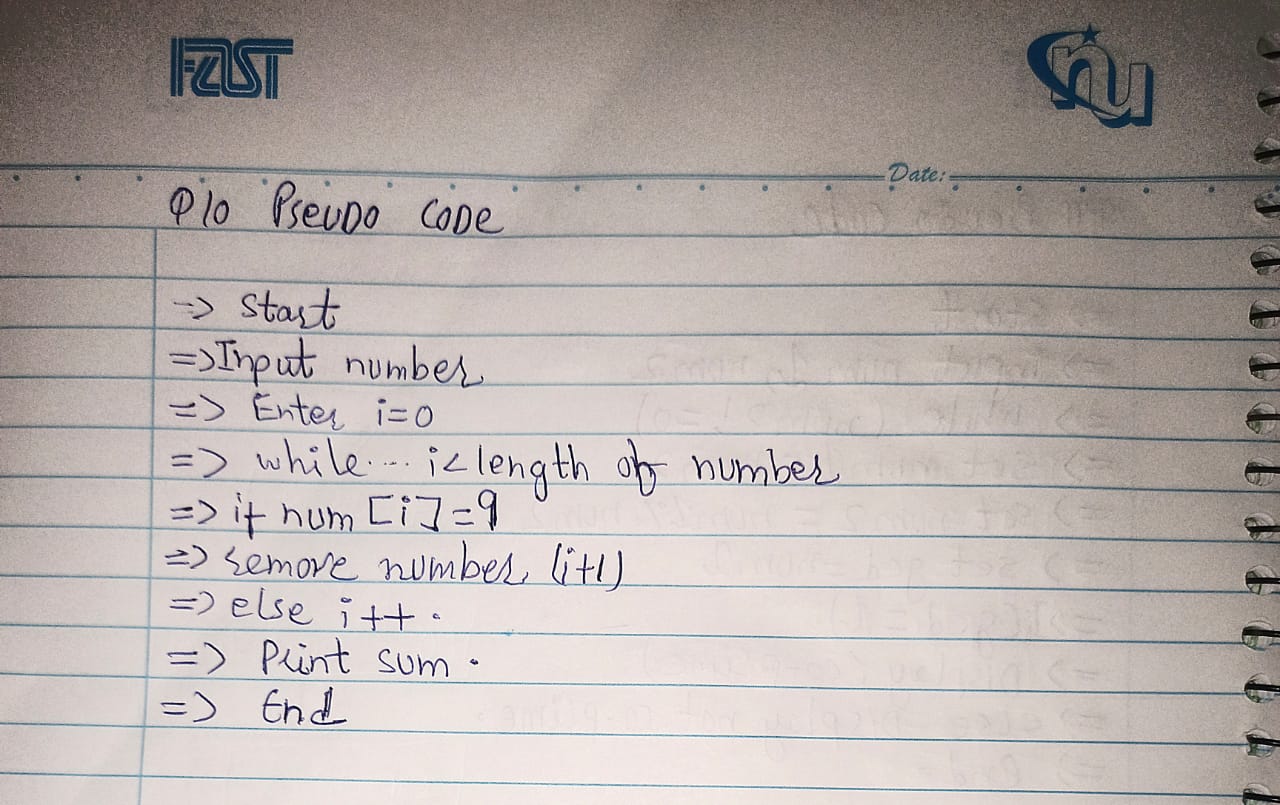 FAST
nu
Date:
Q10 Pseudo Code
=> Start
=> Input number
=> Enter i=0
=> while... i< length of number
=> if num [i] = 9
=> remove number (i+1)
=> else i++.
=> Print sum.
=> End